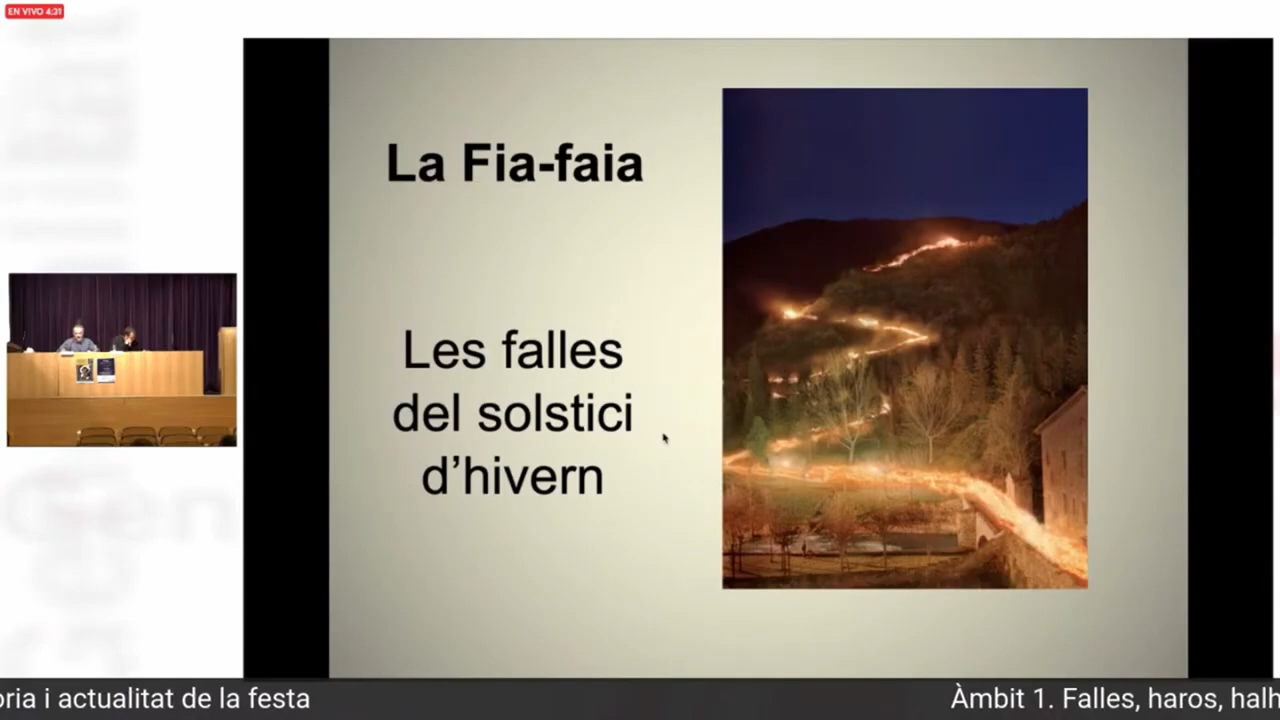 EN VIVO 4:31
La Fia-faia
Les falles
del solstici
d’hivern
oria i actualitat de la festa
Àmbit 1. Falles, haros, halh